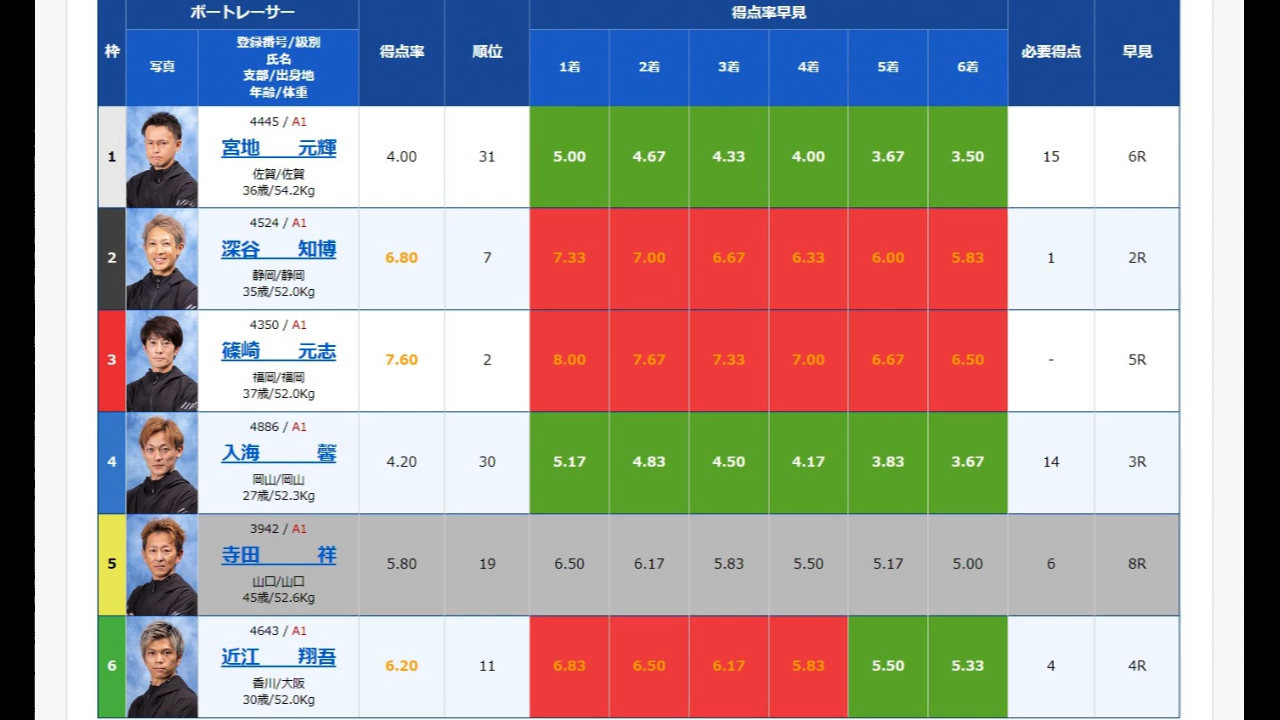 枠 ボートレーサー 得点率 順位 得点率早見 必要得点 早見
写真 登録番号/級別
氏名
支部/出身地
年齢/体重
1着 2着 3着 4着 5着 6着
1 4445 / A1
宮地 元輝
佐賀/佐賀
36歳/54.2Kg
4.00 31 5.00 4.67 4.33 4.00 3.67 3.50 15 6R
2 4524 / A1
深谷 知博
静岡/静岡
35歳/52.0Kg
6.80 7 7.33 7.00 6.67 6.33 6.00 5.83 1 2R
3 4350 / A1
篠崎 元志
福岡/福岡
37歳/52.0Kg
7.60 2 8.00 7.67 7.33 7.00 6.67 6.50 - 5R
4 4886 / A1
入海 馨
岡山/岡山
27歳/52.3Kg
4.20 30 5.17 4.83 4.50 4.17 3.83 3.67 14 3R
5 3942 / A1
寺田 祥
山口/山口
45歳/52.6Kg
5.80 19 6.50 6.17 5.83 5.50 5.17 5.00 6 8R
6 4643 / A1
近江 翔吾
香川/大阪
30歳/52.0Kg
6.20 11 6.83 6.50 6.17 5.83 5.50 5.33 4 4R